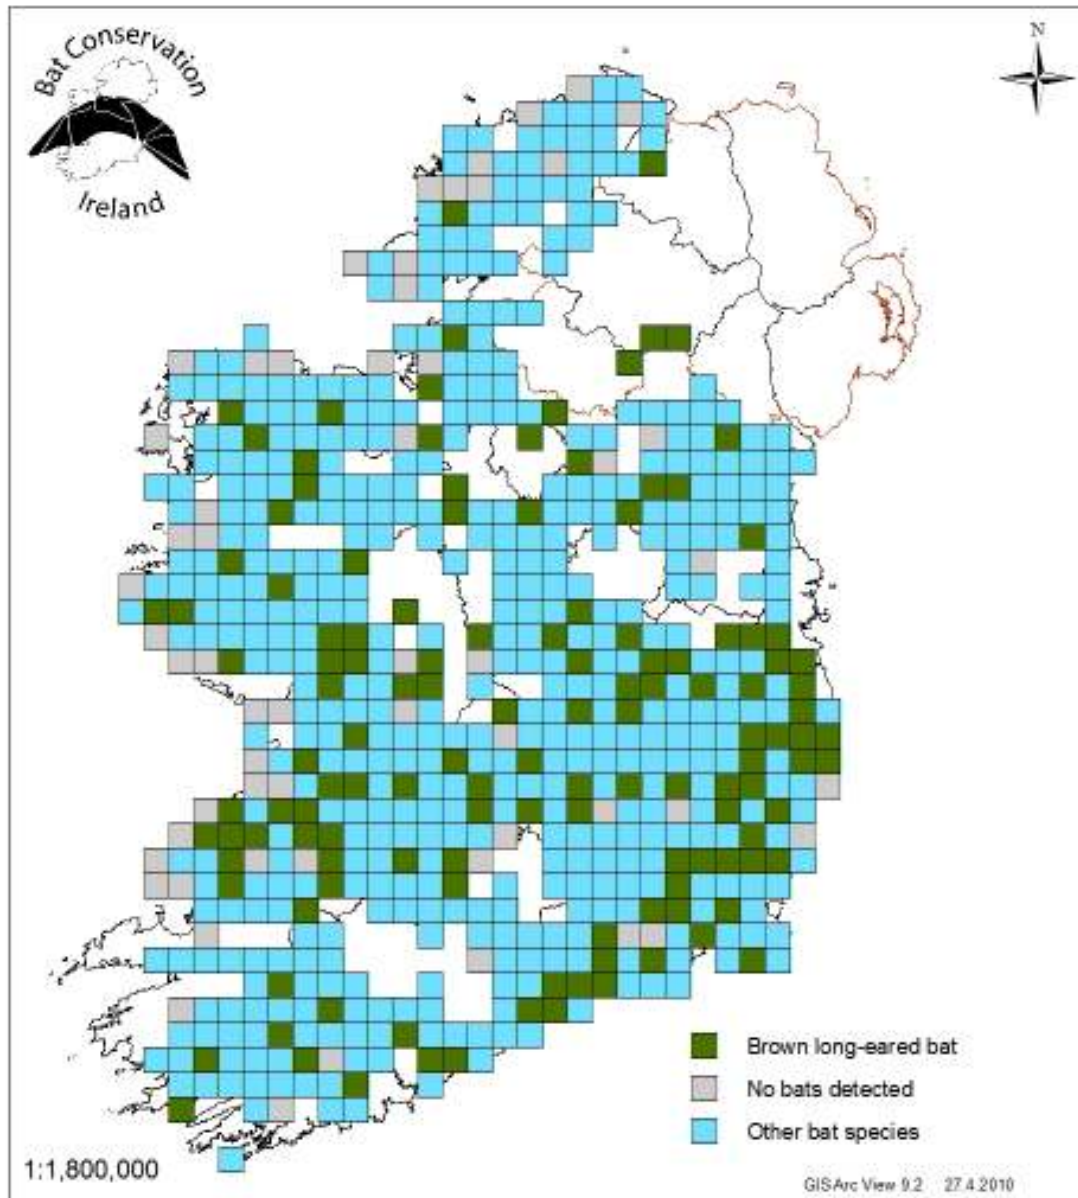 Bat Conservation
Ireland
N
Brown long-eared bat
No bats detected
Other bat species
1:1,800,000
GIS Arc View 9.2 27.4.2010